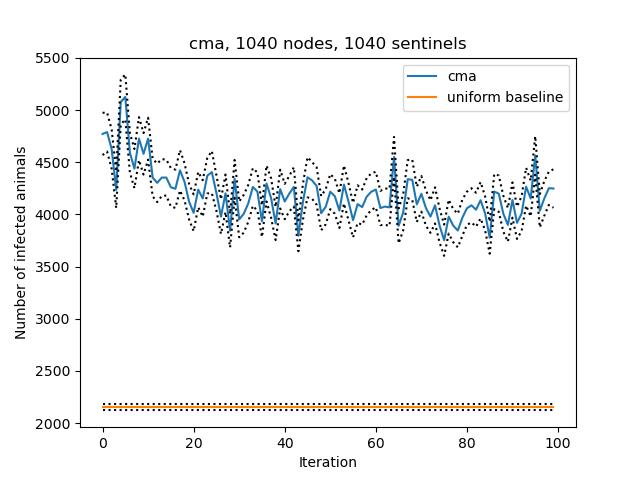 cma, 1040 nodes, 1040 sentinels
5500
5000
4500
4000
3500
3000
2500
2000
Number of infected animals
cma
uniform baseline
0 20 40 60 80 100
Iteration